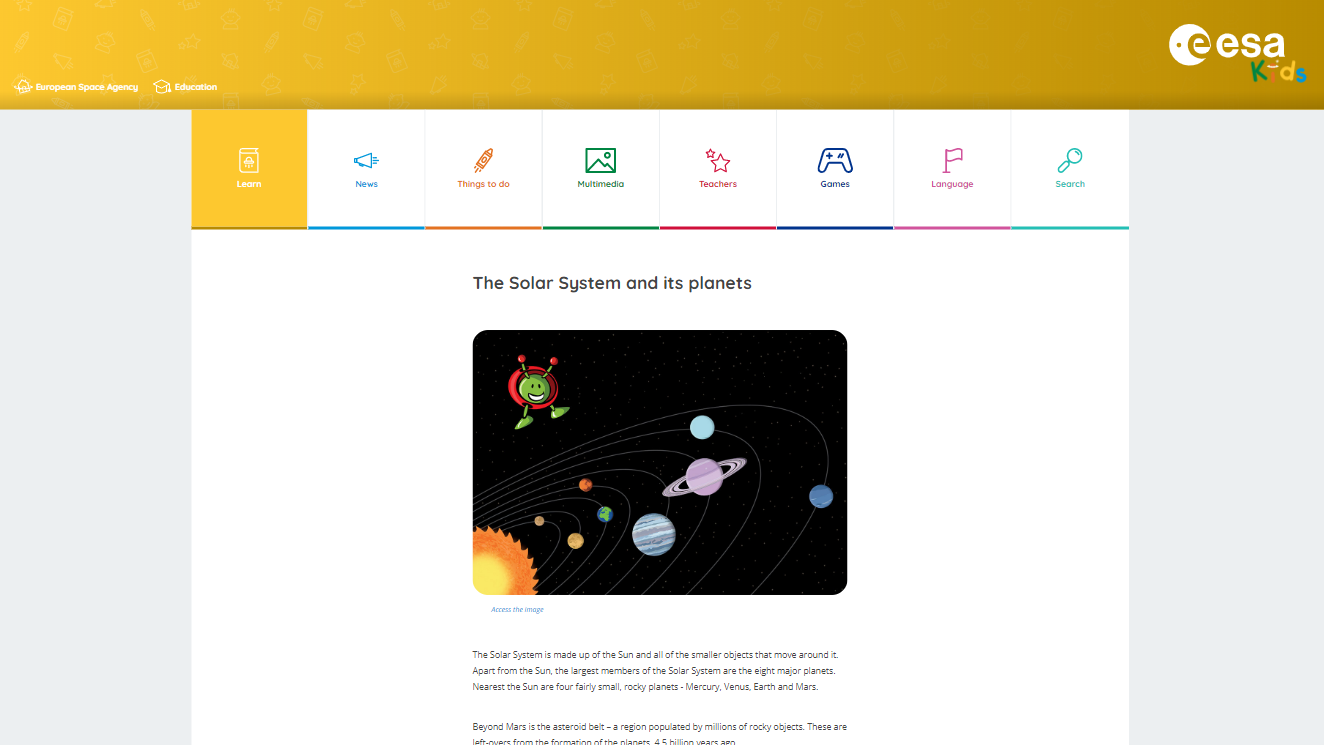 esa
Kids
European Space Agency Education
Learn News Things to do Multimedia Teachers Games Language Search
The Solar System and its planets
Access the image
The Solar System is made up of the Sun and all of the smaller objects that move around it.
Apart from the Sun, the largest members of the Solar System are the eight major planets.
Nearest the Sun are four fairly small, rocky planets - Mercury, Venus, Earth and Mars.
Beyond Mars is the asteroid belt – a region populated by millions of rocky objects. These are
left-overs from the formation of the planets, 4.5 billion years ago.